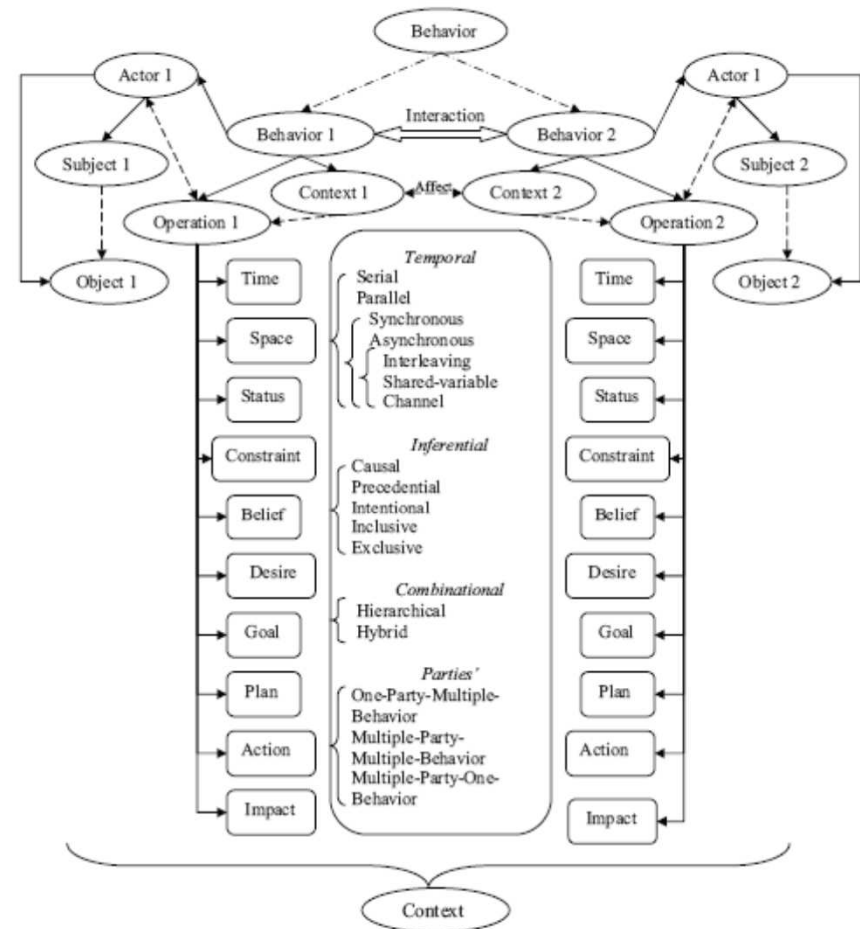 Behavior
Actor 1
Actor 1
Interaction
Behavior 1
Behavior 2
Subject 1
Subject 2
Context 1
Affect
Context 2
Operation 1
Operation 2
Object 1
Object 2
Time
Space
Status
Constraint
Belief
Desire
Goal
Plan
Action
Impact
Temporal
Serial
Parallel
Synchronous
Asynchronous
Interleaving
Shared-variable
Channel
Inferential
Causal
Precedential
Intentional
Inclusive
Exclusive
Combinational
Hierarchical
Hybrid
Parties'
One-Party-Multiple-
Behavior
Multiple-Party-
Multiple-Behavior
Multiple-Party-One-
Behavior
Time
Space
Status
Constraint
Belief
Desire
Goal
Plan
Action
Impact
Context